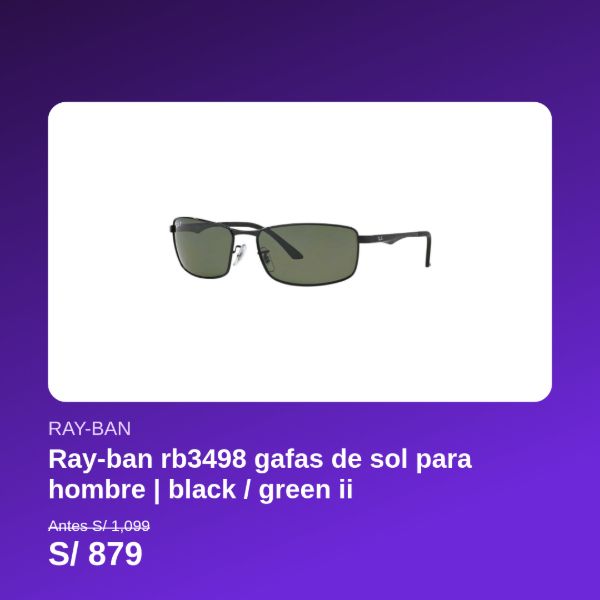 RAY-BAN
Ray-ban rb3498 gafas de sol para
hombre | black / green ii
Antes S/ 1,099
S/ 879